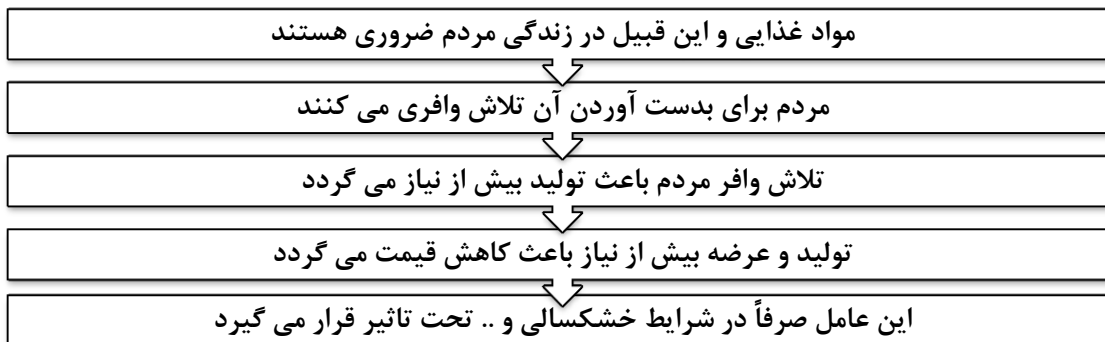 مواد غذایی و این قبیل در زندگی مردم ضروری هستند
مردم برای بدست آوردن آن تلاش وافری می کنند
تلاش وافر مردم باعث تولید بیش از نیاز می گردد
تولید و عرضه بیش از نیاز باعث کاهش قیمت می گردد
این عامل صرفاً در شرایط خشکسالی و .. تحت تاثیر قرار می گیرد